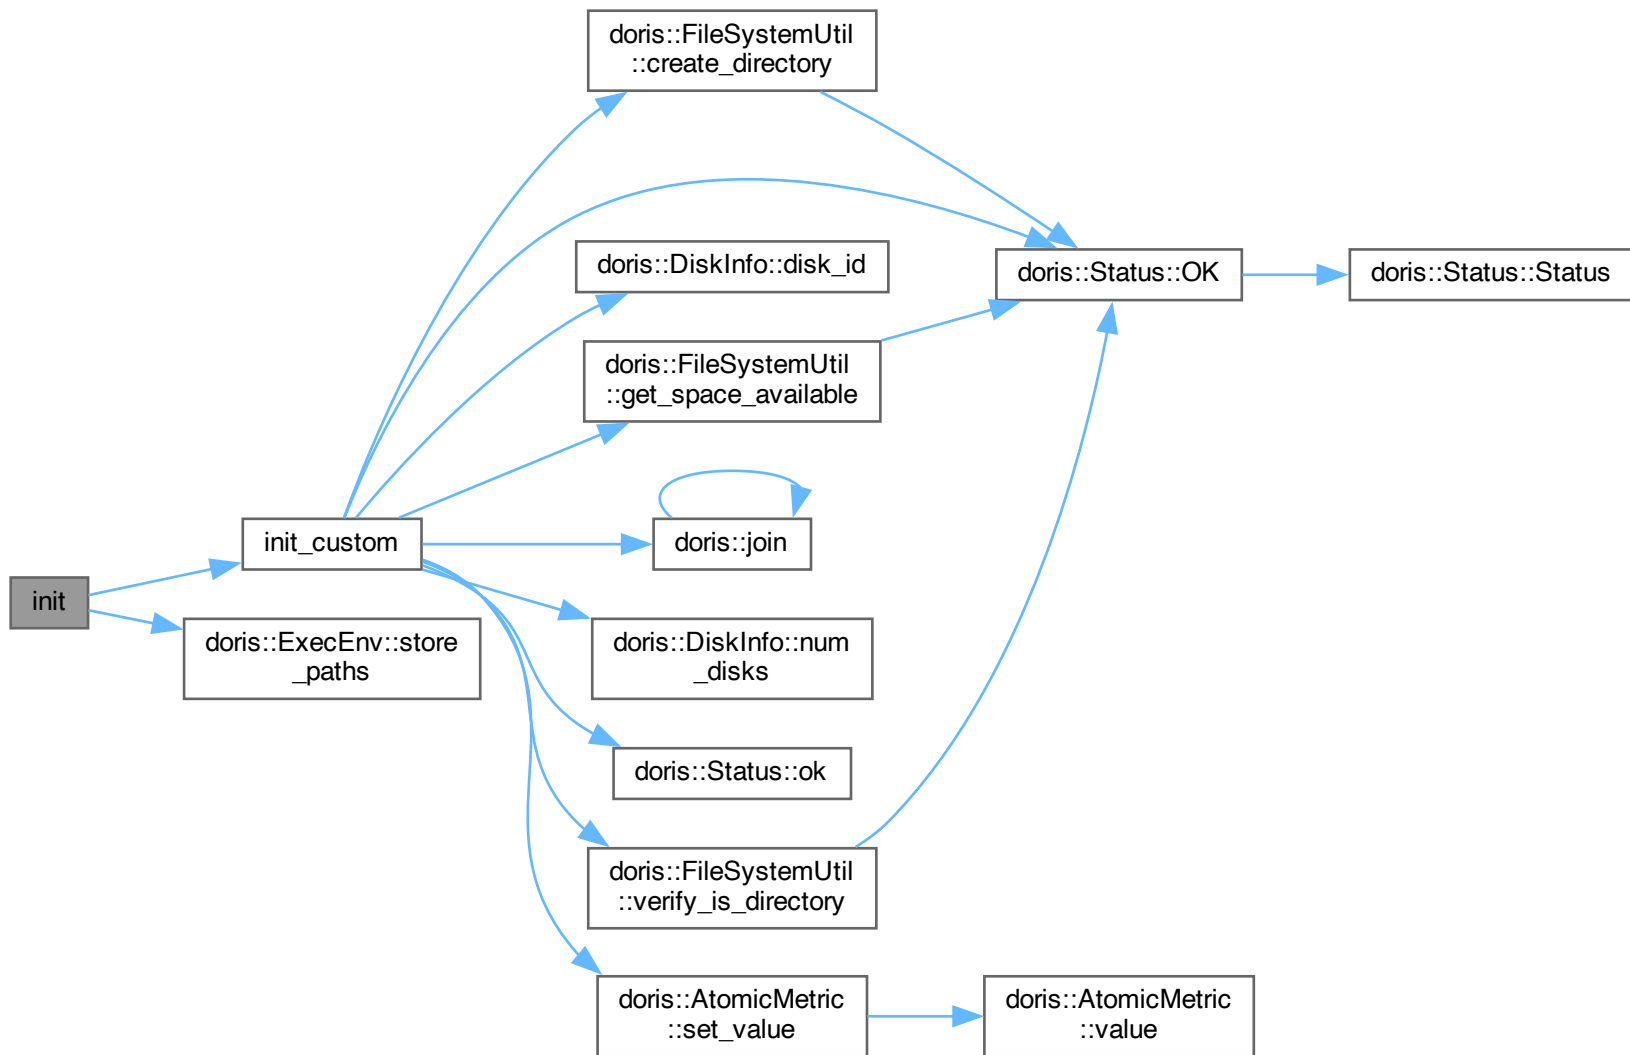 doris::FileSystemUtil
::create_directory
doris::DiskInfo::disk_id
doris::Status::OK
doris::Status::Status
doris::FileSystemUtil
::get_space_available
init_custom
doris::join
init
doris::ExecEnv::store
_paths
doris::DiskInfo::num
_disks
doris::Status::ok
doris::FileSystemUtil
::verify_is_directory
doris::AtomicMetric
::set_value
doris::AtomicMetric
::value